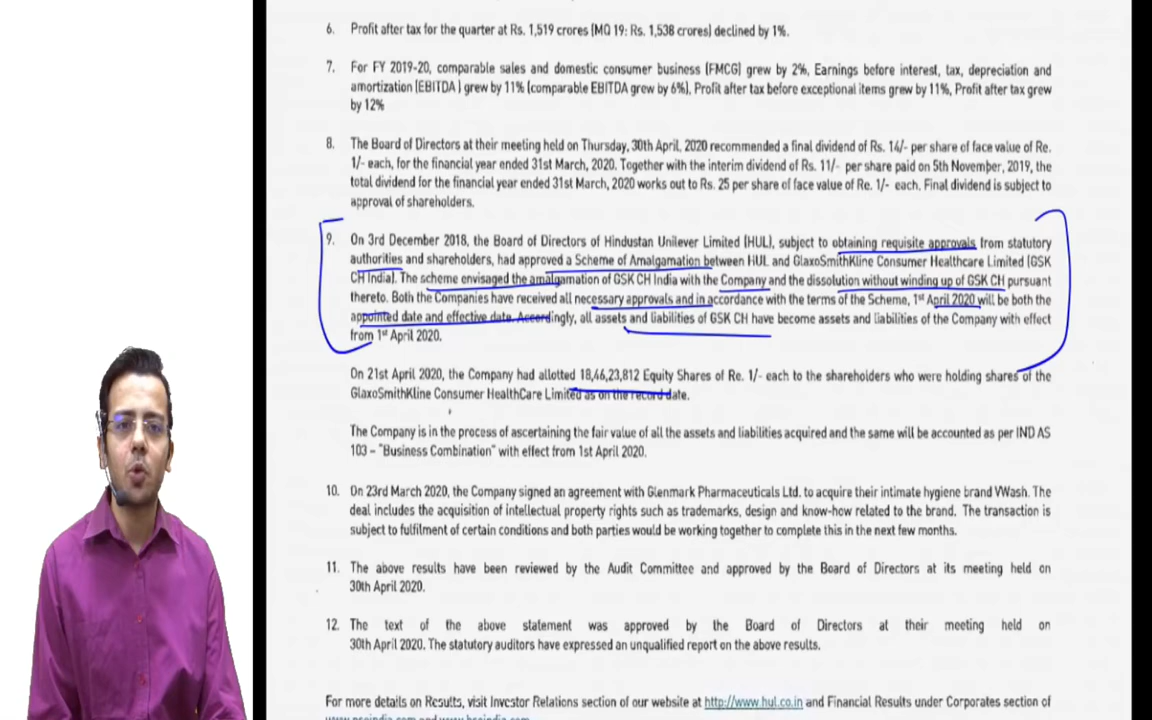 6. Profit after tax for the quarter at Rs. 1,519 crores (MQ 19: Rs. 1,538 crores) declined by 1%.
7. For FY 2019-20, comparable sales and domestic consumer business (FMCG) grew by 2%, Earnings before interest, tax, depreciation and
amortization (EBITDA ) grew by 11% (comparable EBITDA grew by 6%), Profit after tax before exceptional items grew by 11%, Profit after tax grew
by 12%
8. The Board of Directors at their meeting held on Thursday, 30th April, 2020 recommended a final dividend of Rs. 14/- per share of face value of Re.
1/- each, for the financial year ended 31st March, 2020. Together with the interim dividend of Rs. 11/- per share paid on 5th November, 2019, the
total dividend for the financial year ended 31st March, 2020 works out to Rs. 25 per share of face value of Re. 1/- each. Final dividend is subject to
approval of shareholders.
9. On 3rd December 2018, the Board of Directors of Hindustan Unilever Limited (HUL), subject to obtaining requisite approvals from statutory
authorities and shareholders, had approved a Scheme of Amalgamation between HUL and GlaxoSmithKline Consumer Healthcare Limited (GSK
CH India). The scheme envisaged the amalgamation of GSK CH India with the Company and the dissolution without winding up of GSK CH pursuant
thereto. Both the Companies have received all necessary approvals and in accordance with the terms of the Scheme, 1st April 2020 will be both the
appointed date and effective date. Accordingly, all assets and liabilities of GSK CH have become assets and liabilities of the Company with effect
from 1st April 2020.
On 21st April 2020, the Company had allotted 18,46,23,812 Equity Shares of Re. 1/- each to the shareholders who were holding shares of the
GlaxoSmithKline Consumer HealthCare Limited as on the record date.
The Company is in the process of ascertaining the fair value of all the assets and liabilities acquired and the same will be accounted as per IND AS
103 – "Business Combination" with effect from 1st April 2020.
10. On 23rd March 2020, the Company signed an agreement with Glenmark Pharmaceuticals Ltd. to acquire their intimate hygiene brand VWash. The
deal includes the acquisition of intellectual property rights such as trademarks, design and know-how related to the brand. The transaction is
subject to fulfilment of certain conditions and both parties would be working together to complete this in the next few months.
11. The above results have been reviewed by the Audit Committee and approved by the Board of Directors at its meeting held on
30th April 2020.
12. The text of the above statement was approved by the Board of Directors at their meeting held on
30th April 2020. The statutory auditors have expressed an unqualified report on the above results.
For more details on Results, visit Investor Relations section of our website at http://www.hul.co.in and Financial Results under Corporates section of